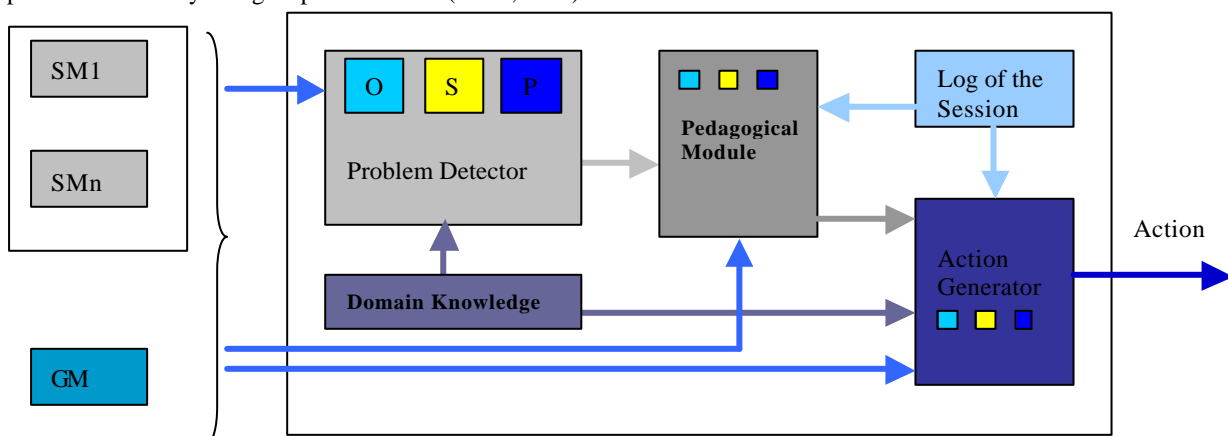 SM1
SMn
GM
O S P
Problem Detector
Domain Knowledge
Pedagogical
Module
Log of the
Session
Action
Generator
Action